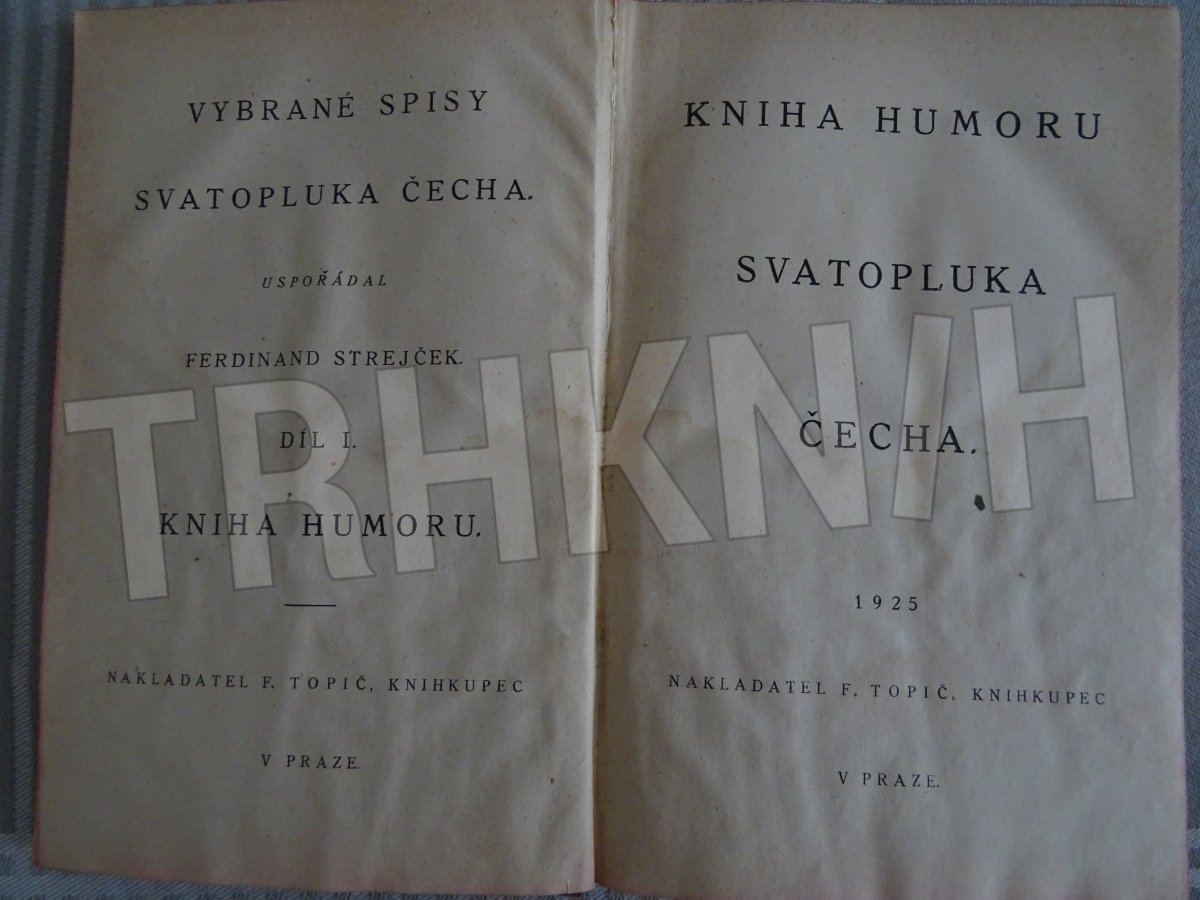 VYBRANÉ SPISY
SVATOPLUKA ČECHA.
USPOŘÁDAL
FERDINAND STREJČEK.
DÍL I.
KNIHA HUMORU.
NAKLADATEL F. TOPIČ, KNIHKUPEC
V PRAZE.
KNIHA HUMORU
SVATOPLUKA
ČECHA.
1925
NAKLADATEL F. TOPIČ, KNIHKUPEC
V PRAZE.
TRHKNIH